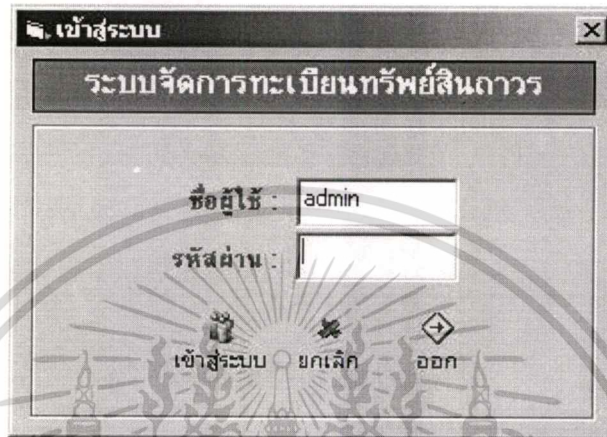 เข้าสู่ระบบ
ระบบจัดการทะเบียนทรัพย์สินถาวร
ชื่อผู้ใช้ : admin
รหัสผ่าน :
เข้าสู่ระบบ ยกเลิก ออก